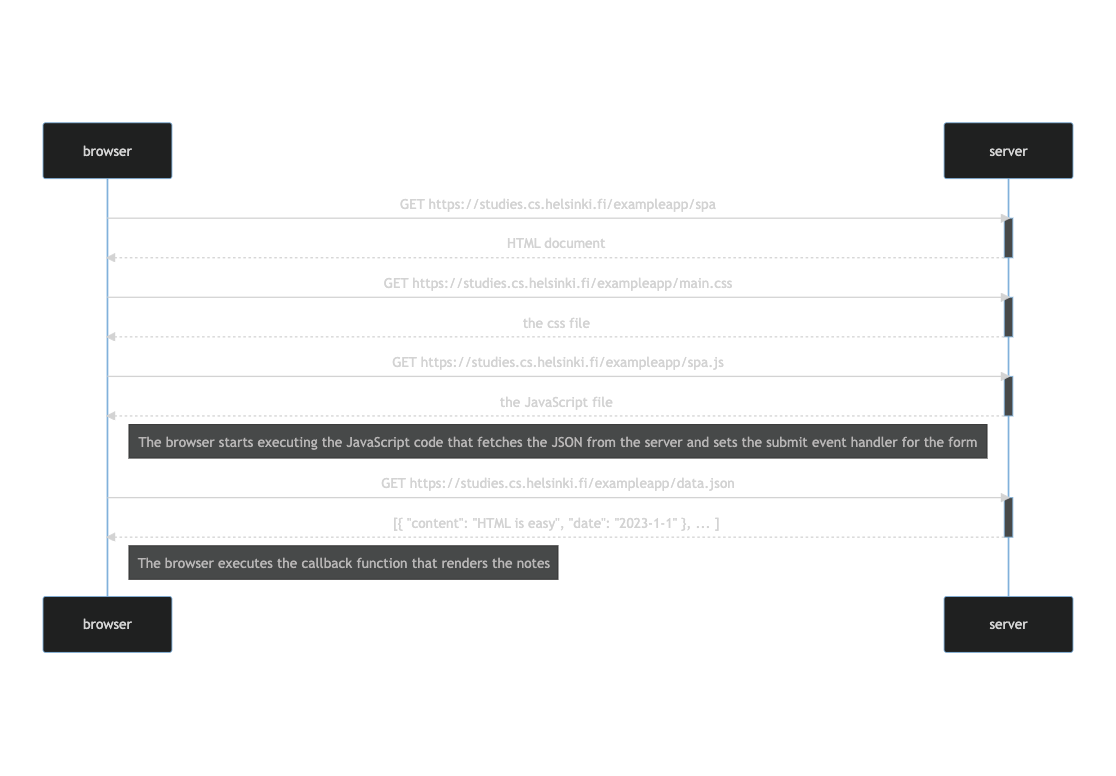 browser
server
GET https://studies.cs.helsinki.fi/exampleapp/spa
HTML document
GET https://studies.cs.helsinki.fi/exampleapp/main.css
the css file
GET https://studies.cs.helsinki.fi/exampleapp/spa.js
the JavaScript file
The browser starts executing the JavaScript code that fetches the JSON from the server and sets the submit event handler for the form
GET https://studies.cs.helsinki.fi/exampleapp/data.json
[{ "content": "HTML is easy", "date": "2023-1-1" }, ... ]
The browser executes the callback function that renders the notes
browser
server